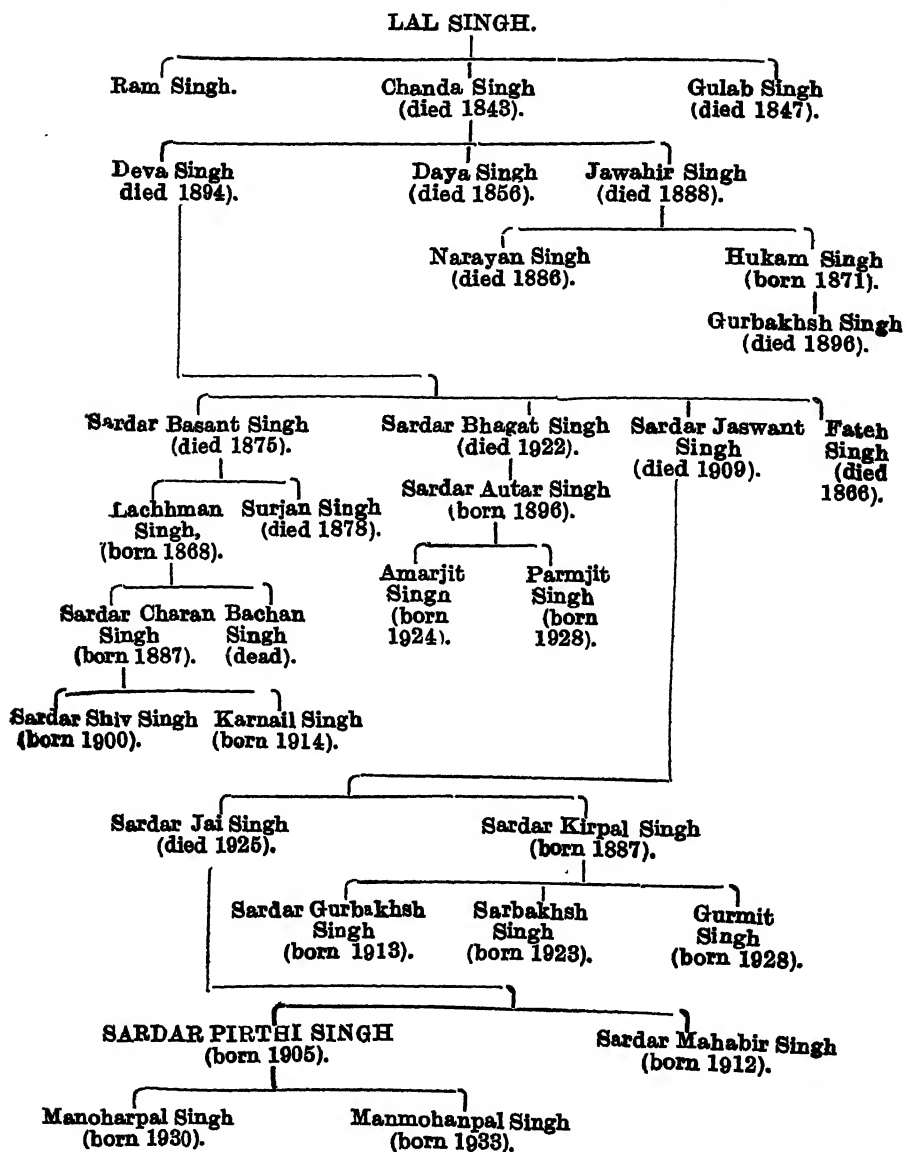 LAL SINGH.
Ram Singh.
Chanda Singh
(died 1843).
Gulab Singh
(died 1847).
Deva Singh
died 1894).
Daya Singh
(died 1856).
Jawahir Singh
(died 1888).
Narayan Singh
(died 1886).
Hukam Singh
(born 1871).
Gurbakhsh Singh
(died 1896).
Sardar Basant Singh
(died 1875).
Sardar Bhagat Singh
(died 1922).
Sardar Jaswant
Singh
(died 1909).
Fateh
Singh
(died
1866).
Lachhman
Singh,
(born 1868).
Surjan Singh
(died 1878).
Sardar Autar Singh
(born 1896).
Amarjit
Singn
(born
1924).
Parmjit
Singh
(born
1928).
Sardar Charan
Singh
(born 1887).
Bachan
Singh
(dead).
Sardar Shiv Singh
(born 1900).
Karnail Singh
(born 1914).
Sardar Jai Singh
(died 1925).
Sardar Kirpal Singh
(born 1887).
Sardar Gurbakhsh
Singh
(born 1913).
Sarbakhsh
Singh
(born 1923).
Gurmit
Singh
(born 1928).
SARDAR PIRTHI SINGH
(born 1905).
Sardar Mahabir Singh
(born 1912).
Manoharpal Singh
(born 1930).
Manmohanpal Singh
(born 1933).